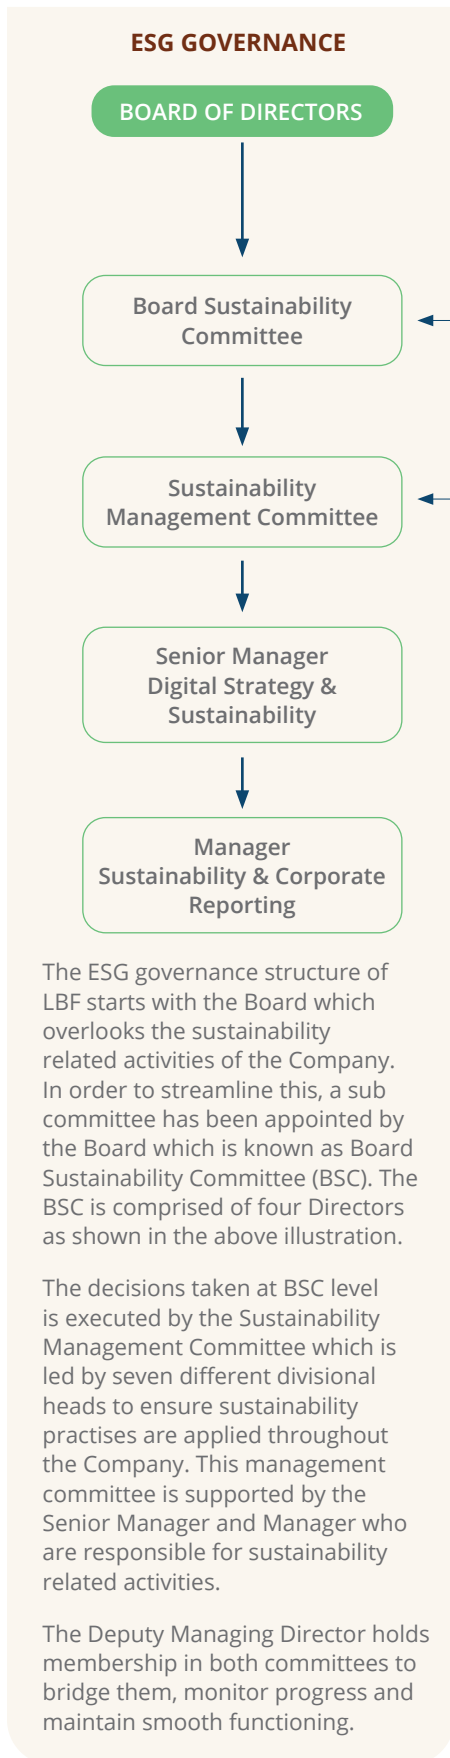 ESG GOVERNANCE
BOARD OF DIRECTORS
Board Sustainability
Committee
Sustainability
Management Committee
Senior Manager
Digital Strategy &
Sustainability
Manager
Sustainability & Corporate
Reporting
The ESG governance structure of
LBF starts with the Board which
overlooks the sustainability
related activities of the Company.
In order to streamline this, a sub
committee has been appointed by
the Board which is known as Board
Sustainability Committee (BSC). The
BSC is comprised of four Directors
as shown in the above illustration.
The decisions taken at BSC level
is executed by the Sustainability
Management Committee which is
led by seven different divisional
heads to ensure sustainability
practises are applied throughout
the Company. This management
committee is supported by the
Senior Manager and Manager who
are responsible for sustainability
related activities.
The Deputy Managing Director holds
membership in both committees to
bridge them, monitor progress and
maintain smooth functioning.